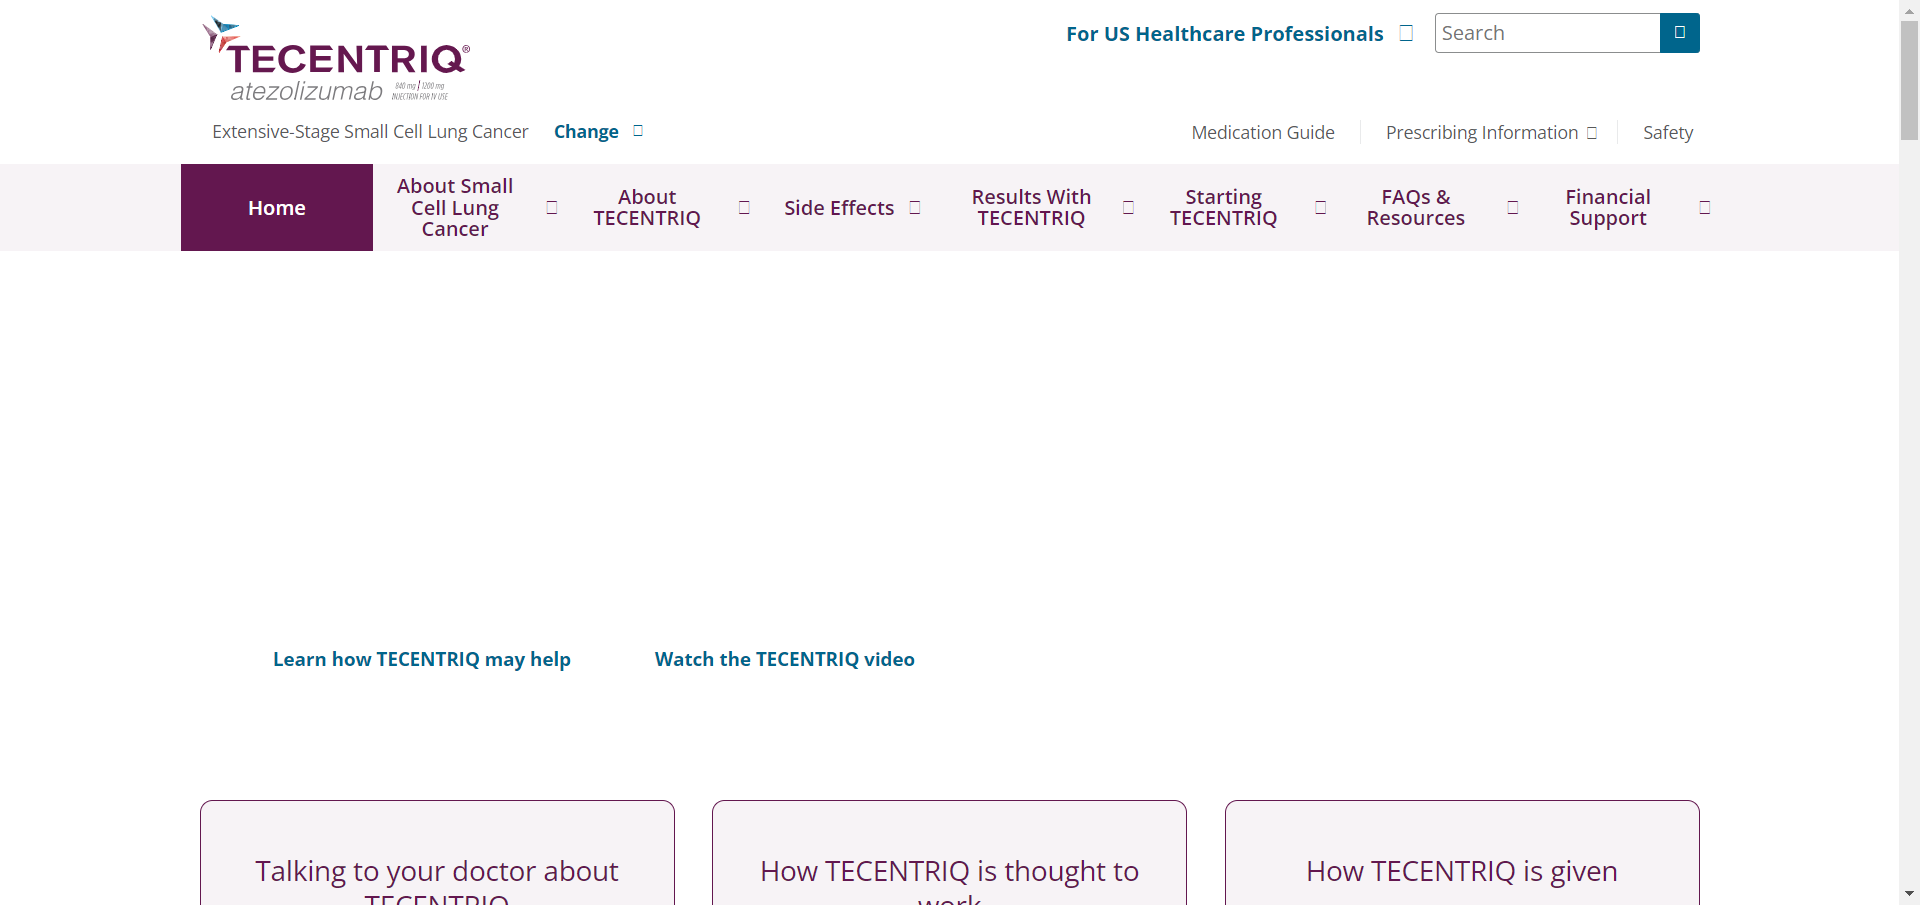 TECENTRIQ®
atezolizumab 840 mg | 1200 mg
INJECTION FOR IV USE
For US Healthcare Professionals
Search
Extensive-Stage Small Cell Lung Cancer
Change
Medication Guide
Prescribing Information
Safety
Home
About Small
Cell Lung
Cancer
About
TECENTRIQ
Side Effects
Results With
TECENTRIQ
Starting
TECENTRIQ
FAQs &
Resources
Financial
Support
Learn how TECENTRIQ may help
Watch the TECENTRIQ video
Talking to your doctor about
TECENTRIQ
How TECENTRIQ is thought to
work
How TECENTRIQ is given